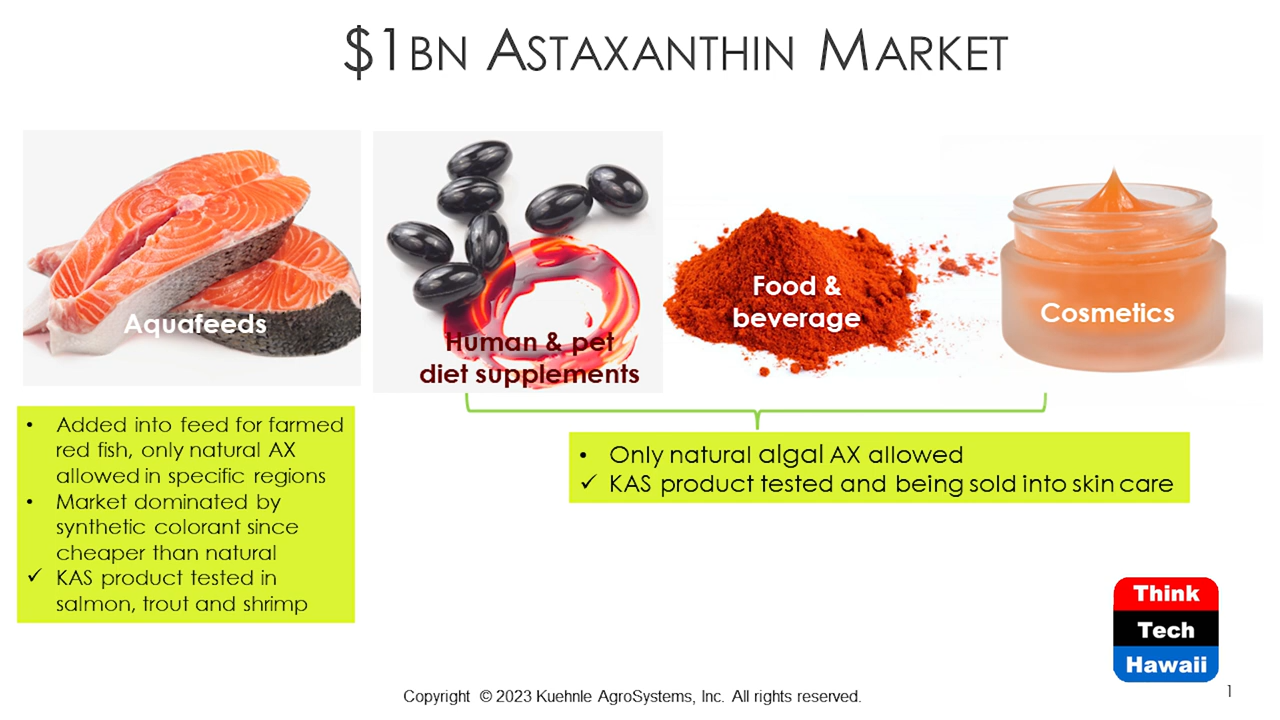 $1BN ASTAXANTHIN MARKET
Aquafeeds
Human & pet
diet supplements
Food &
beverage
Cosmetics
• Added into feed for farmed
red fish, only natural AX
allowed in specific regions
• Market dominated by
synthetic colorant since
cheaper than natural
✓ KAS product tested in
salmon, trout and shrimp
• Only natural algal AX allowed
✓ KAS product tested and being sold into skin care
Think
Tech
Hawaii
Copyright © 2023 Kuehnle AgroSystems, Inc. All rights reserved.
1